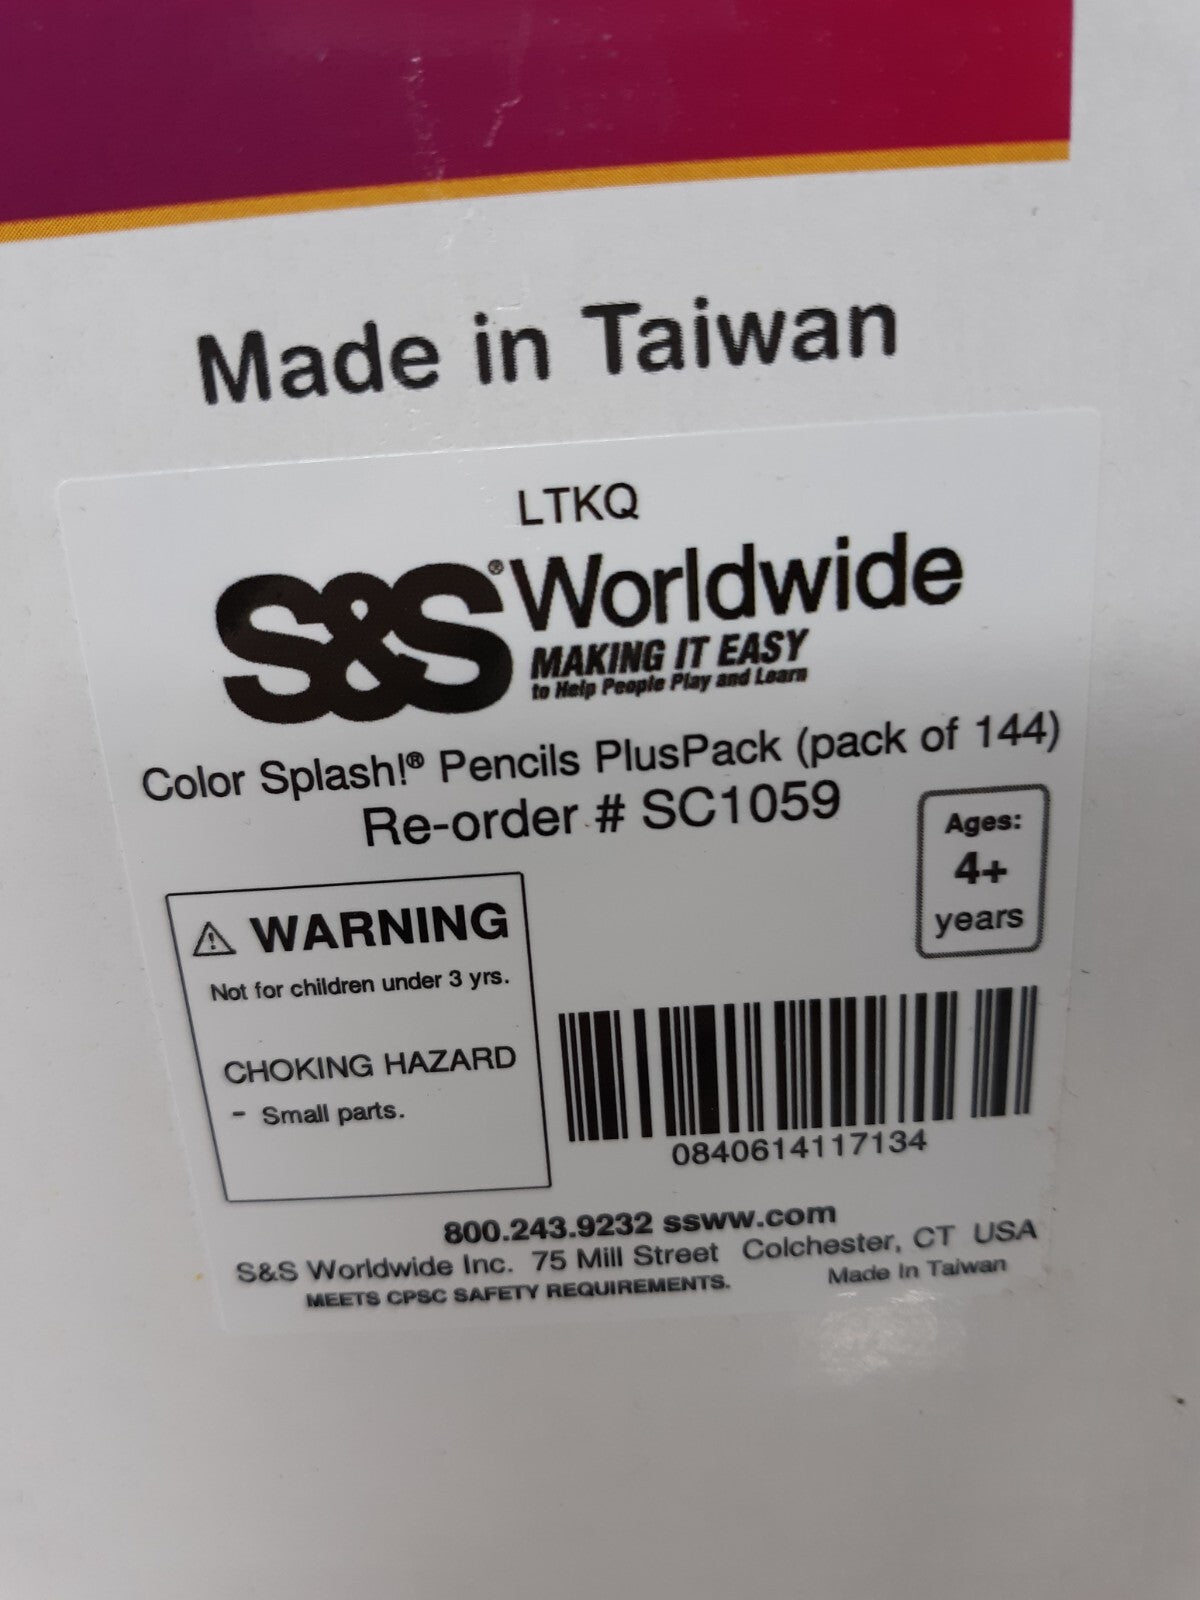 Made in Taiwan
LTKQ
S&S® Worldwide
MAKING IT EASY
to Help People Play and Learn
Color Splash!® Pencils PlusPack (pack of 144)
Re-order # SC1059
Ages:
4+
years
⚠ WARNING
Not for children under 3 yrs.
CHOKING HAZARD
- Small parts.
0840614117134
800.243.9232 ssww.com
S&S Worldwide Inc. 75 Mill Street Colchester, CT USA
MEETS CPSC SAFETY REQUIREMENTS. Made In Taiwan